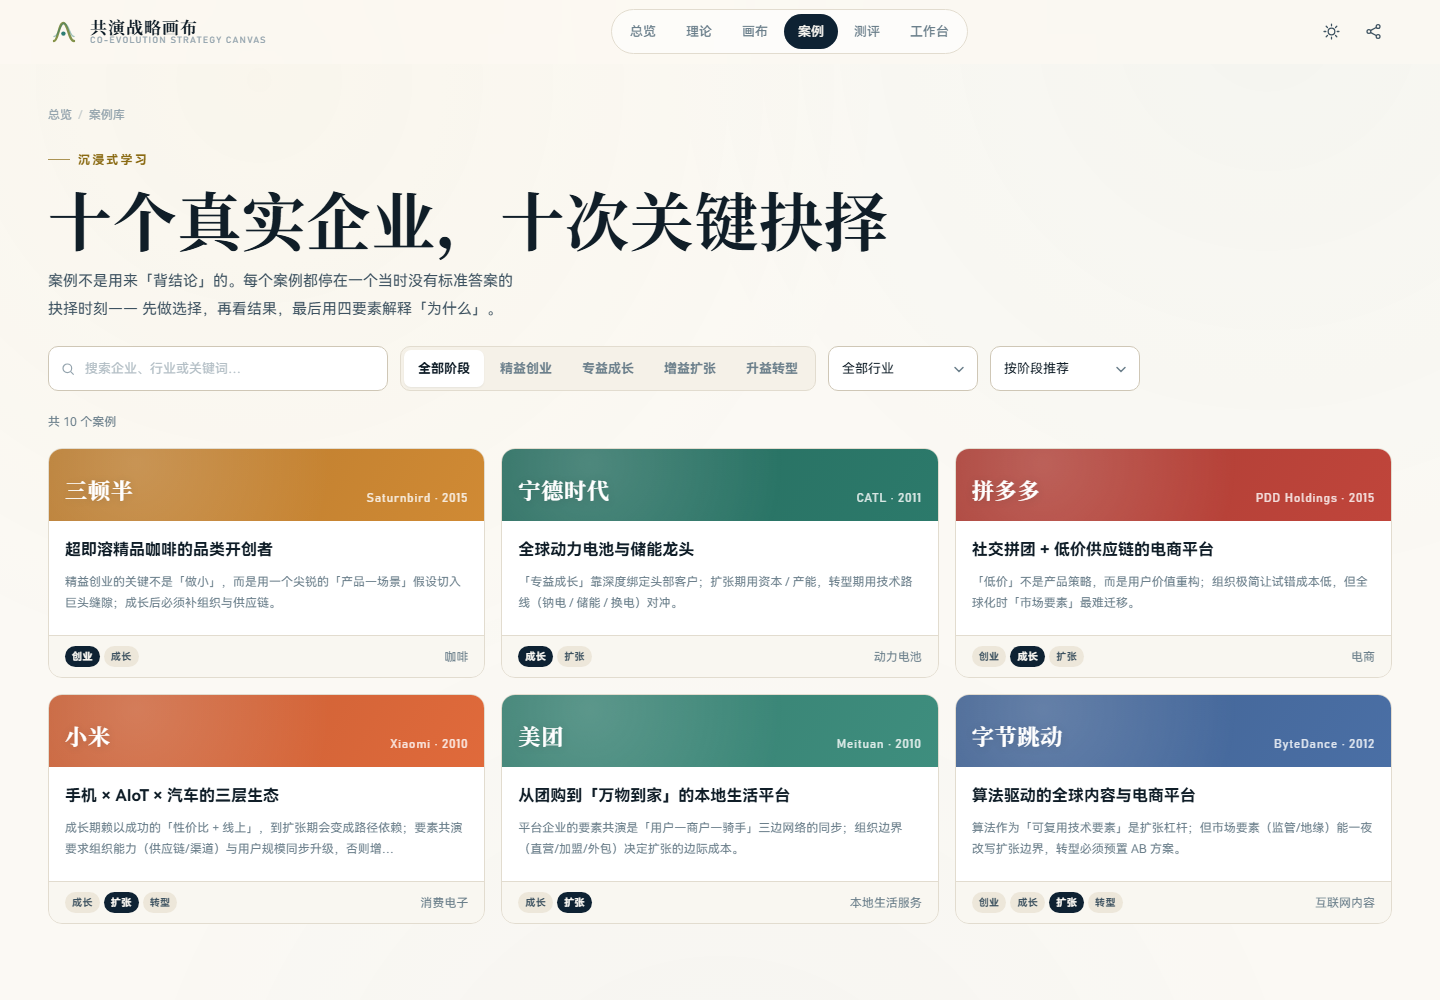 共演战略画布
CO-EVOLUTION STRATEGY CANVAS
总览 理论 画布 案例 测评 工作台
总览 / 案例库
沉浸式学习
十个真实企业，十次关键抉择
案例不是用来「背结论」的。每个案例都停在一个当时没有标准答案的
抉择时刻—— 先做选择，再看结果，最后用四要素解释「为什么」。
搜索企业、行业或关键词… 全部阶段 精益创业 专益成长 增益扩张 升益转型 全部行业 按阶段推荐
共 10 个案例
三顿半 Saturnbird · 2015
超即溶精品咖啡的品类开创者
精益创业的关键不是「做小」，而是用一个尖锐的「产品—场景」假设切入
巨头缝隙；成长后必须补组织与供应链。
创业 成长 咖啡
宁德时代 CATL · 2011
全球动力电池与储能龙头
「专益成长」靠深度绑定头部客户；扩张期用资本 / 产能，转型期用技术路
线（钠电 / 储能 / 换电）对冲。
成长 扩张 动力电池
拼多多 PDD Holdings · 2015
社交拼团 + 低价供应链的电商平台
「低价」不是产品策略，而是用户价值重构；组织极简让试错成本低，但全
球化时「市场要素」最难迁移。
创业 成长 扩张 电商
小米 Xiaomi · 2010
手机 × AIoT × 汽车的三层生态
成长期赖以成功的「性价比 + 线上」，到扩张期会变成路径依赖；要素共演
要求组织能力（供应链/渠道）与用户规模同步升级，否则增…
成长 扩张 转型 消费电子
美团 Meituan · 2010
从团购到「万物到家」的本地生活平台
平台企业的要素共演是「用户—商户—骑手」三边网络的同步；组织边界
（直营/加盟/外包）决定扩张的边际成本。
成长 扩张 本地生活服务
字节跳动 ByteDance · 2012
算法驱动的全球内容与电商平台
算法作为「可复用技术要素」是扩张杠杆；但市场要素（监管/地缘）能一夜
改写扩张边界，转型必须预置 AB 方案。
创业 成长 扩张 转型 互联网内容